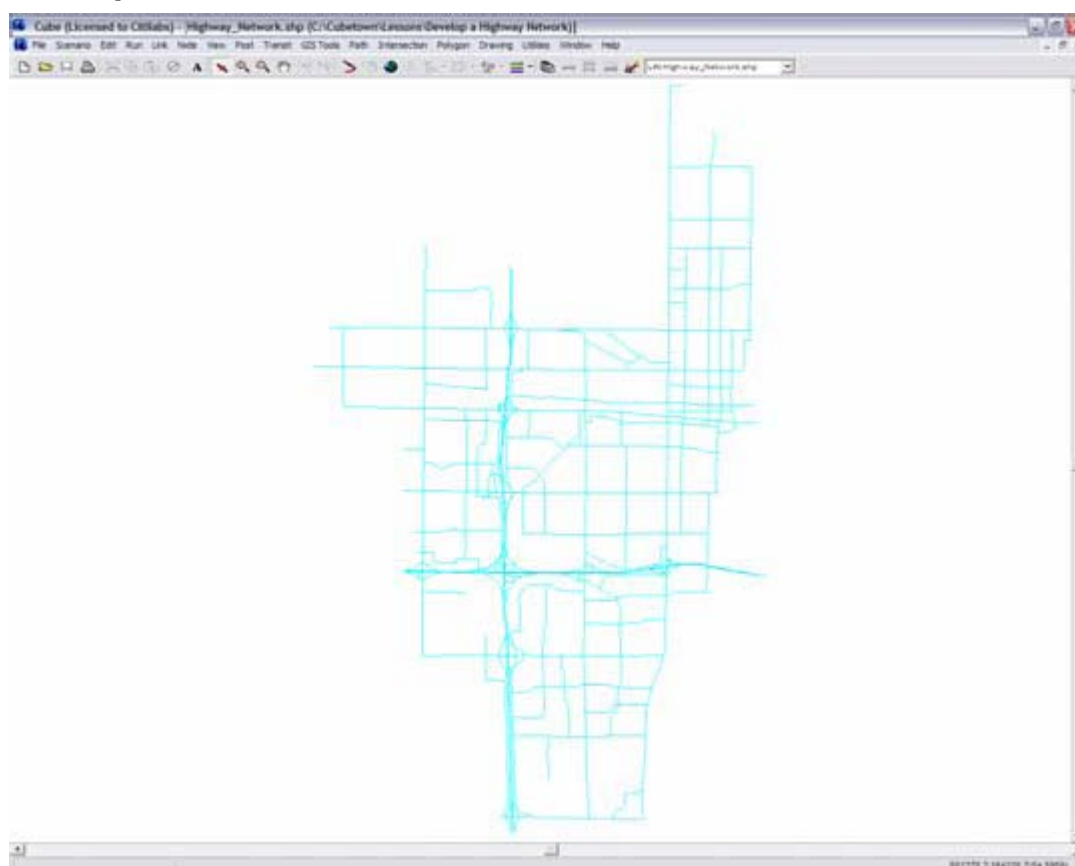 Cube (Licensed to Citilabs) - [Highway_Network.shp (C:\Cubetown\Lessons\Develop a Highway Network)]
File Scenario Edit Run Link Node View Post Transit GIS Tools Path Intersection Polygon Drawing Utilities Window Help
A